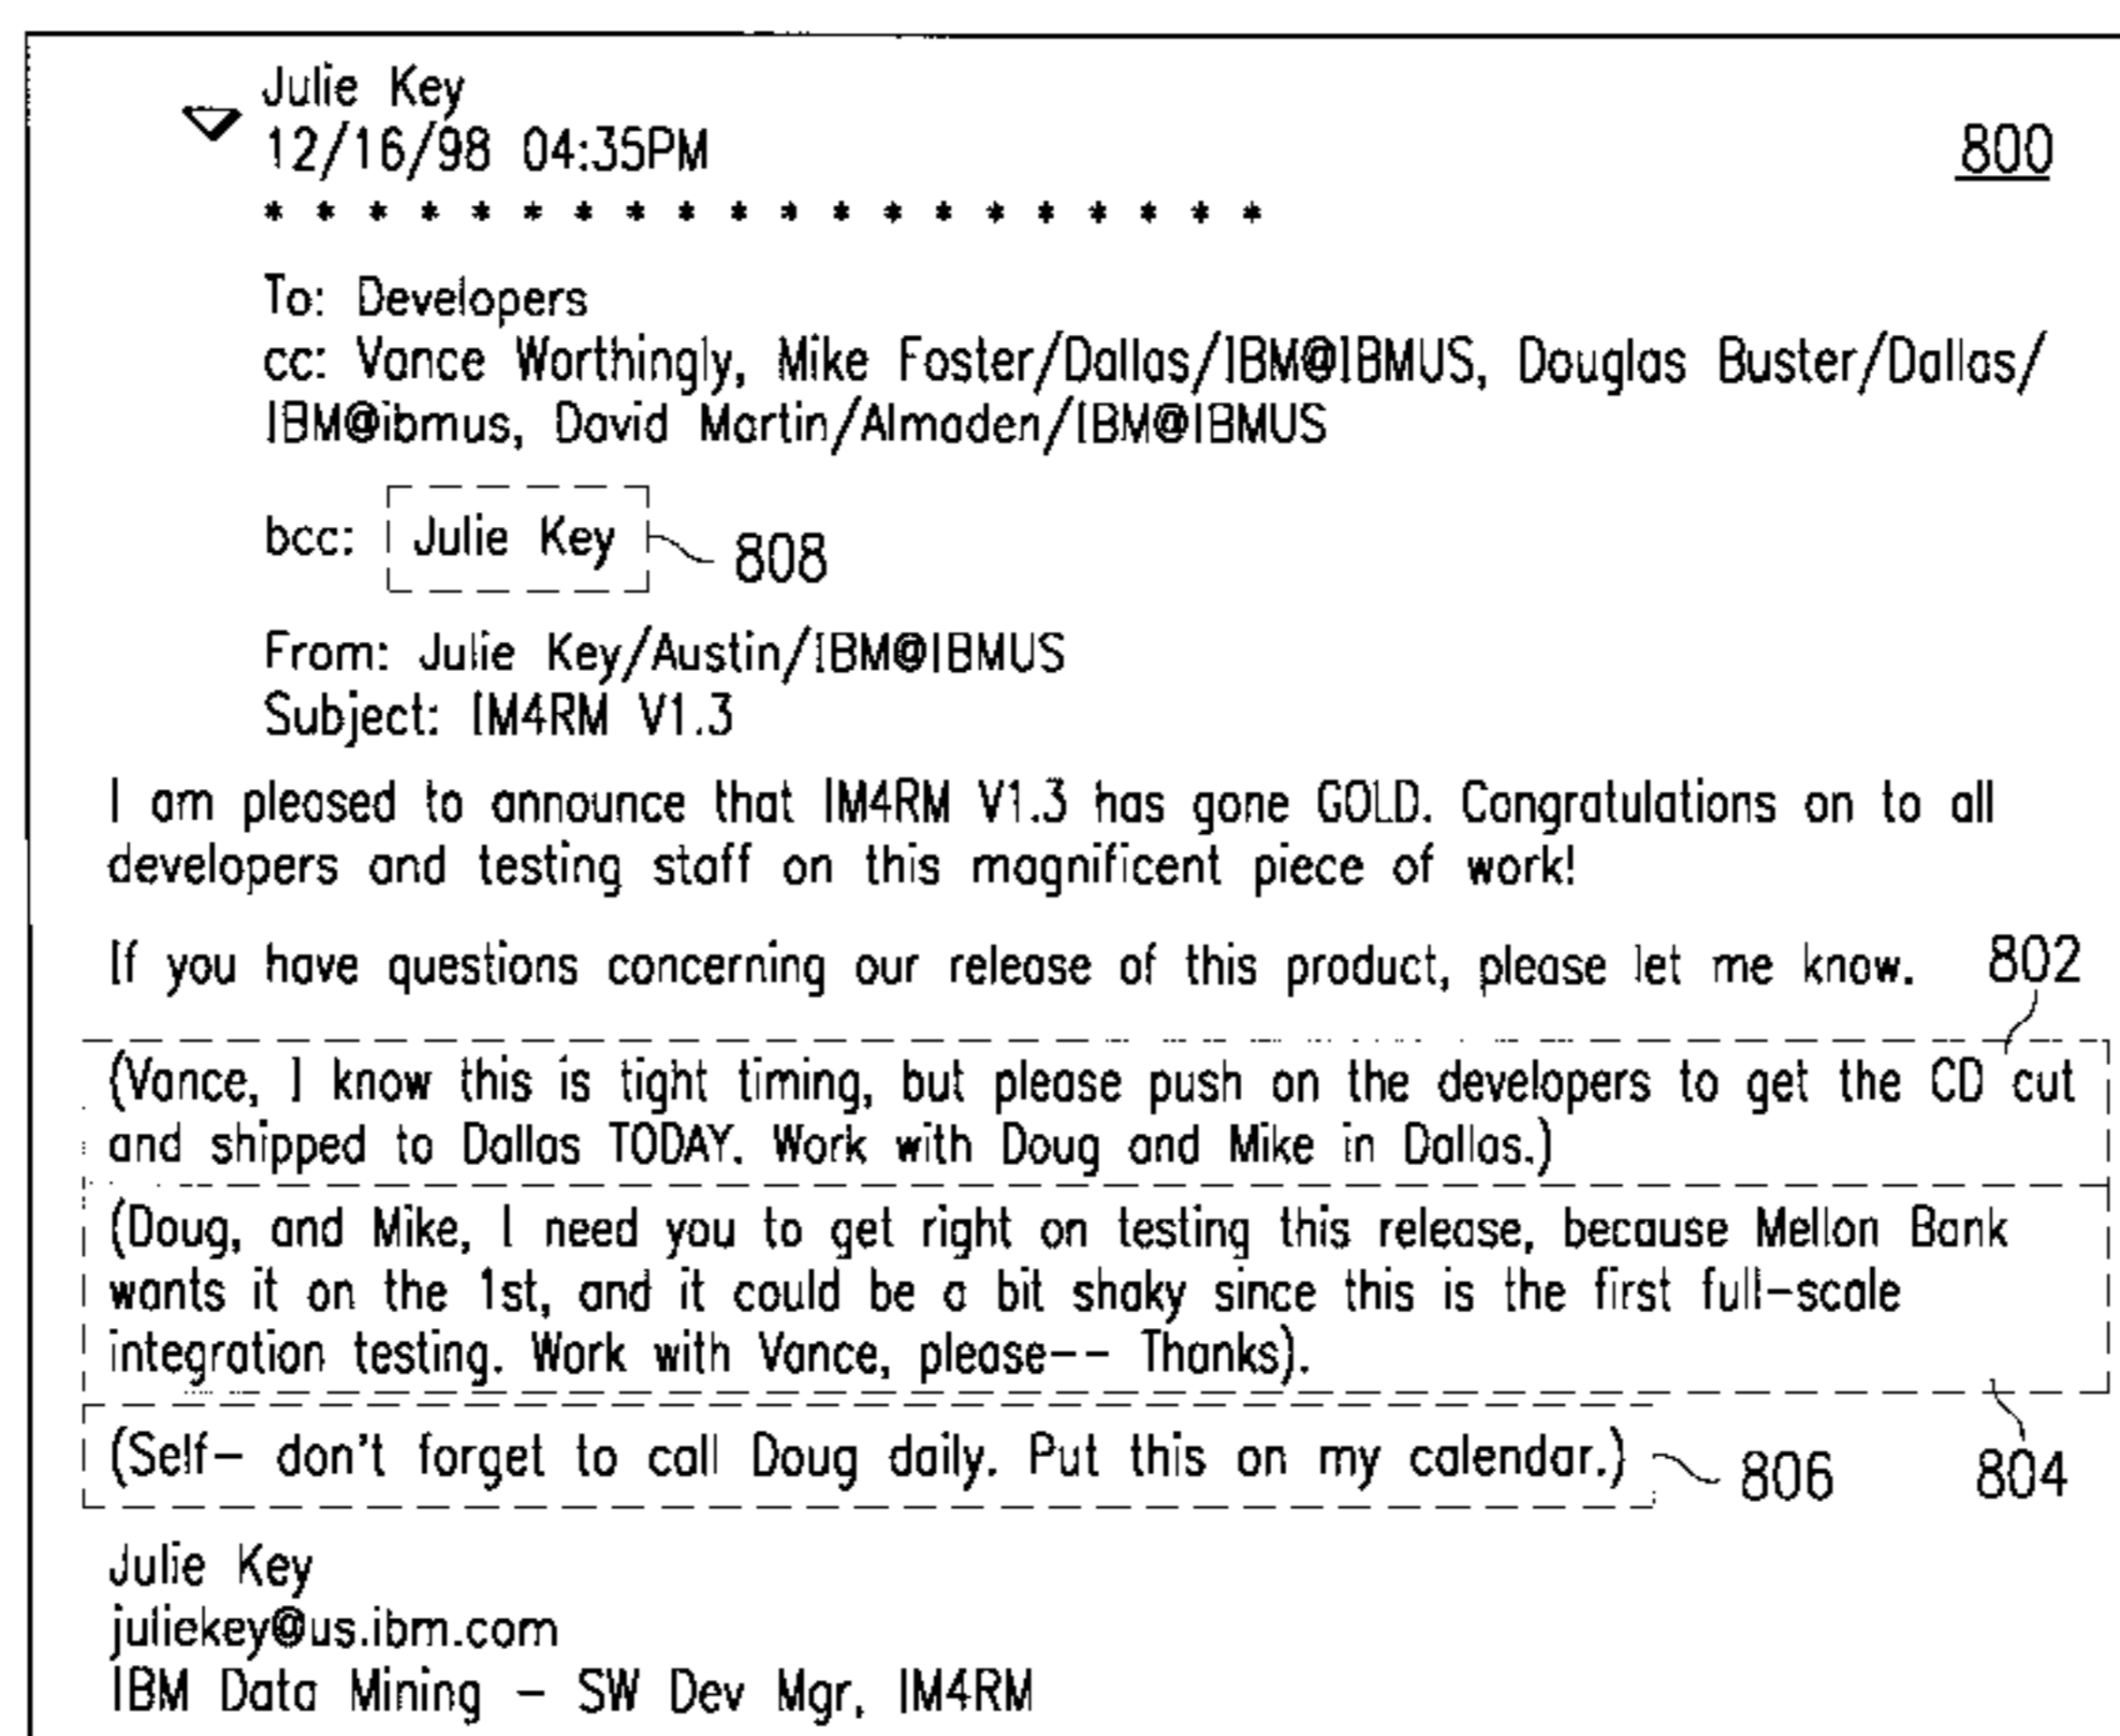 Julie Key
12/16/98 04:35PM
800
* * * * * * * * * * * * * * * * * * * *
To: Developers
cc: Vance Worthingly, Mike Foster/Dallas/IBM@IBMUS, Douglas Buster/Dallas/
IBM@ibmus, David Martin/Almaden/IBM@IBMUS
bcc: Julie Key 808
From: Julie Key/Austin/IBM@IBMUS
Subject: IM4RM V1.3
I am pleased to announce that IM4RM V1.3 has gone GOLD. Congratulations on to all
developers and testing staff on this magnificent piece of work!
If you have questions concerning our release of this product, please let me know. 802
(Vance, I know this is tight timing, but please push on the developers to get the CD cut
and shipped to Dallas TODAY. Work with Doug and Mike in Dallas.)
(Doug, and Mike, I need you to get right on testing this release, because Mellon Bank
wants it on the 1st, and it could be a bit shaky since this is the first full-scale
integration testing. Work with Vance, please-- Thanks).
(Self- don't forget to call Doug daily. Put this on my calendar.) 806 804
Julie Key
juliekey@us.ibm.com
IBM Data Mining - SW Dev Mgr, IM4RM